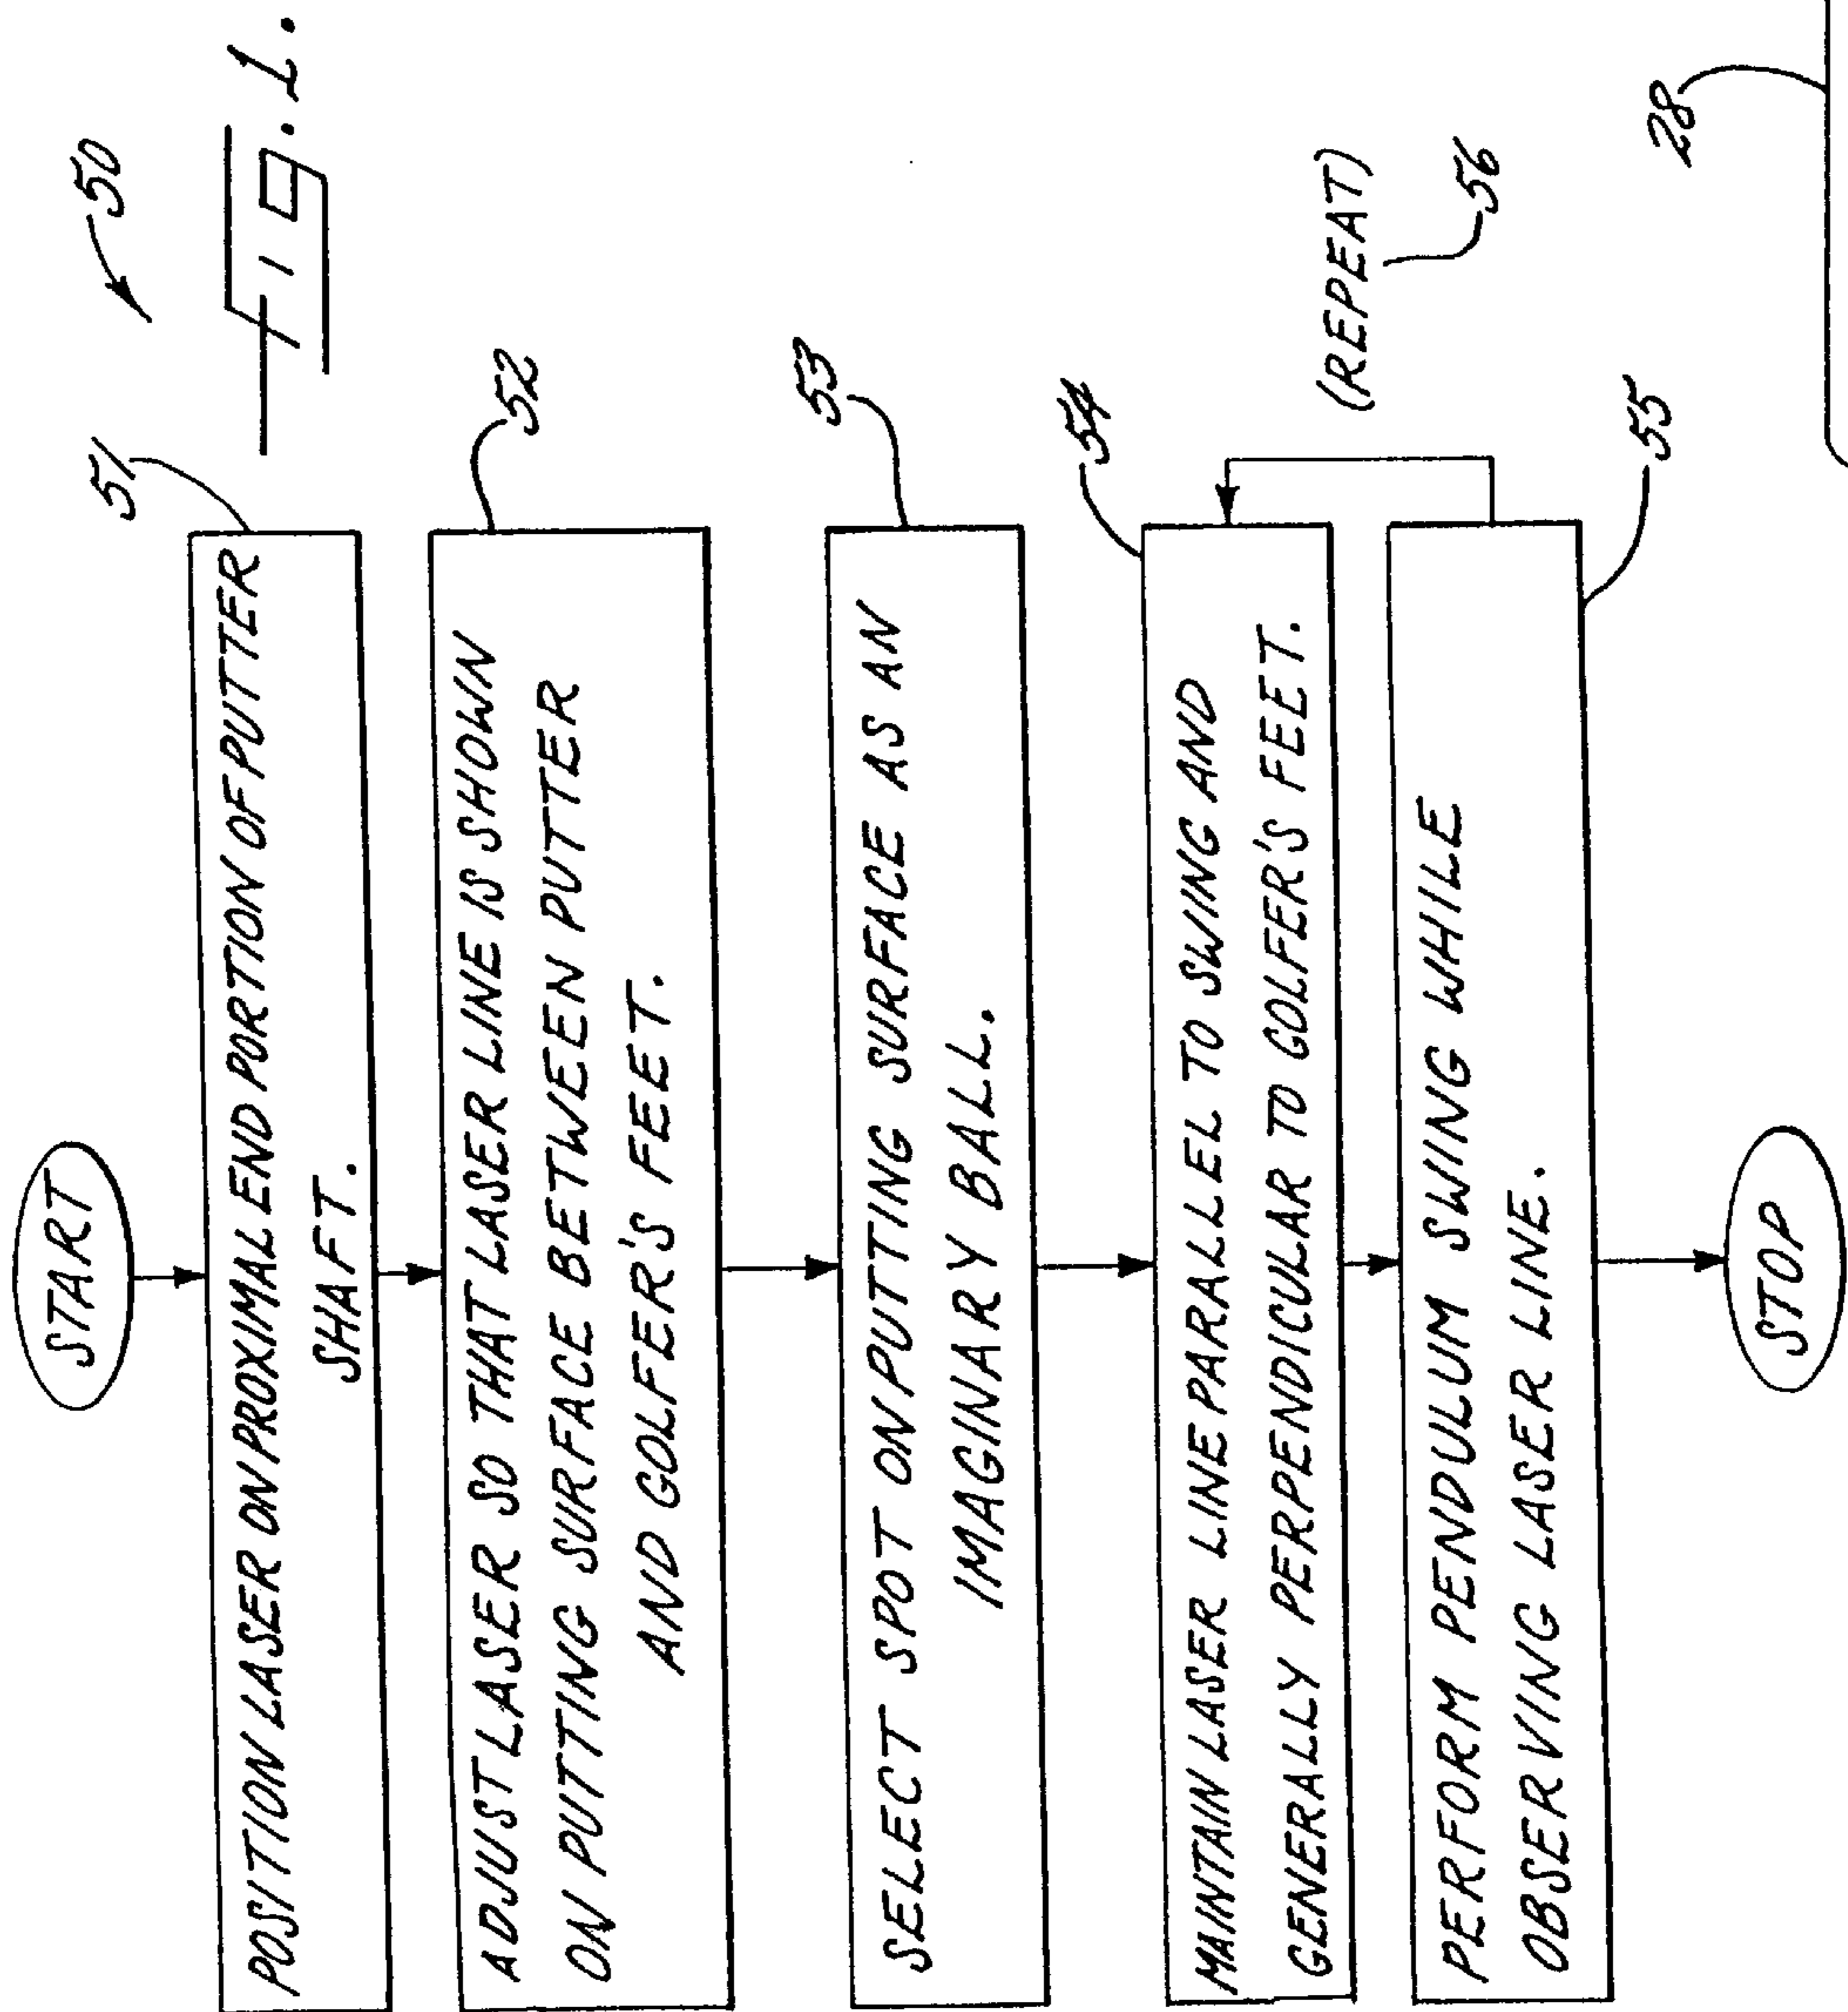 50
FIG. 1.
START
51
POSITION LASER ON PROXIMAL END PORTION OF PUTTER
SHAFT.
52
ADJUST LASER SO THAT LASER LINE IS SHOWN
ON PUTTING SURFACE BETWEEN PUTTER
AND GOLFER'S FEET.
53
SELECT SPOT ON PUTTING SURFACE AS AN
IMAGINARY BALL.
54
MAINTAIN LASER LINE PARALLEL TO SWING AND
GENERALLY PERPENDICULAR TO GOLFER'S FEET.
(REPEAT)
56
PERFORM PENDULUM SWING WHILE
OBSERVING LASER LINE.
55
STOP
28